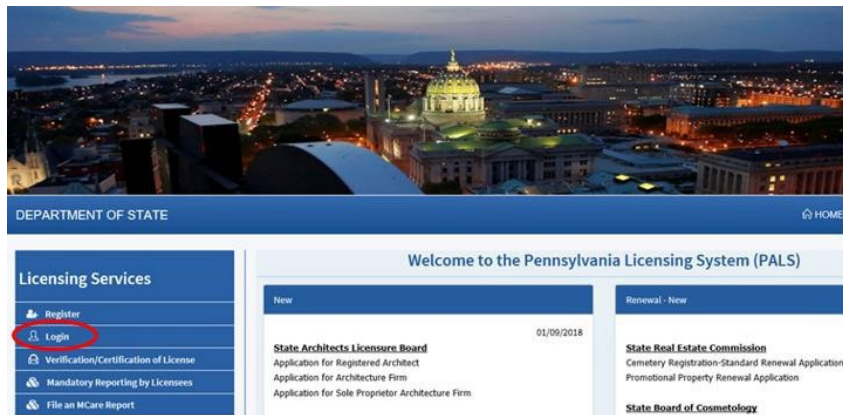 DEPARTMENT OF STATE
HOME
Licensing Services
Register
Login
Verification/Certification of License
Mandatory Reporting by Licensees
File an MCare Report
Welcome to the Pennsylvania Licensing System (PALS)
New
01/09/2018
State Architects Licensure Board
Application for Registered Architect
Application for Architecture Firm
Application for Sole Proprietor Architecture Firm
Renewal - New
State Real Estate Commission
Cemetery Registration-Standard Renewal Application
Promotional Property Renewal Application
State Board of Cosmetology